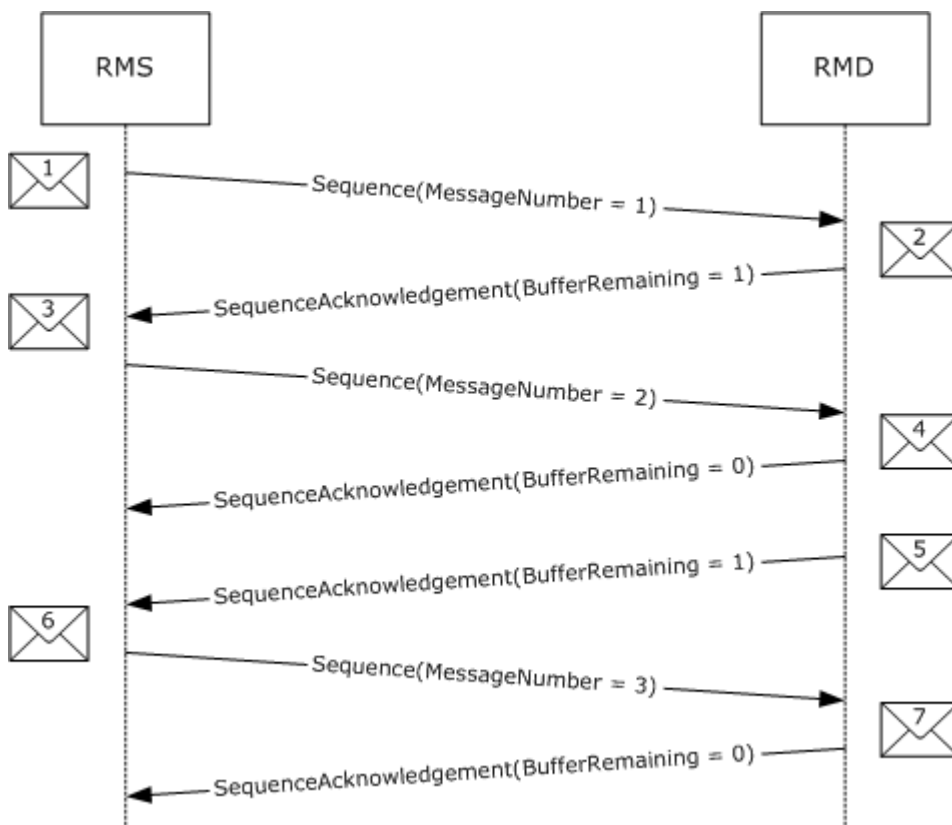 RMS
RMD
1
Sequence(MessageNumber = 1)
2
SequenceAcknowledgement(BufferRemaining = 1)
3
Sequence(MessageNumber = 2)
4
SequenceAcknowledgement(BufferRemaining = 0)
5
SequenceAcknowledgement(BufferRemaining = 1)
6
Sequence(MessageNumber = 3)
7
SequenceAcknowledgement(BufferRemaining = 0)